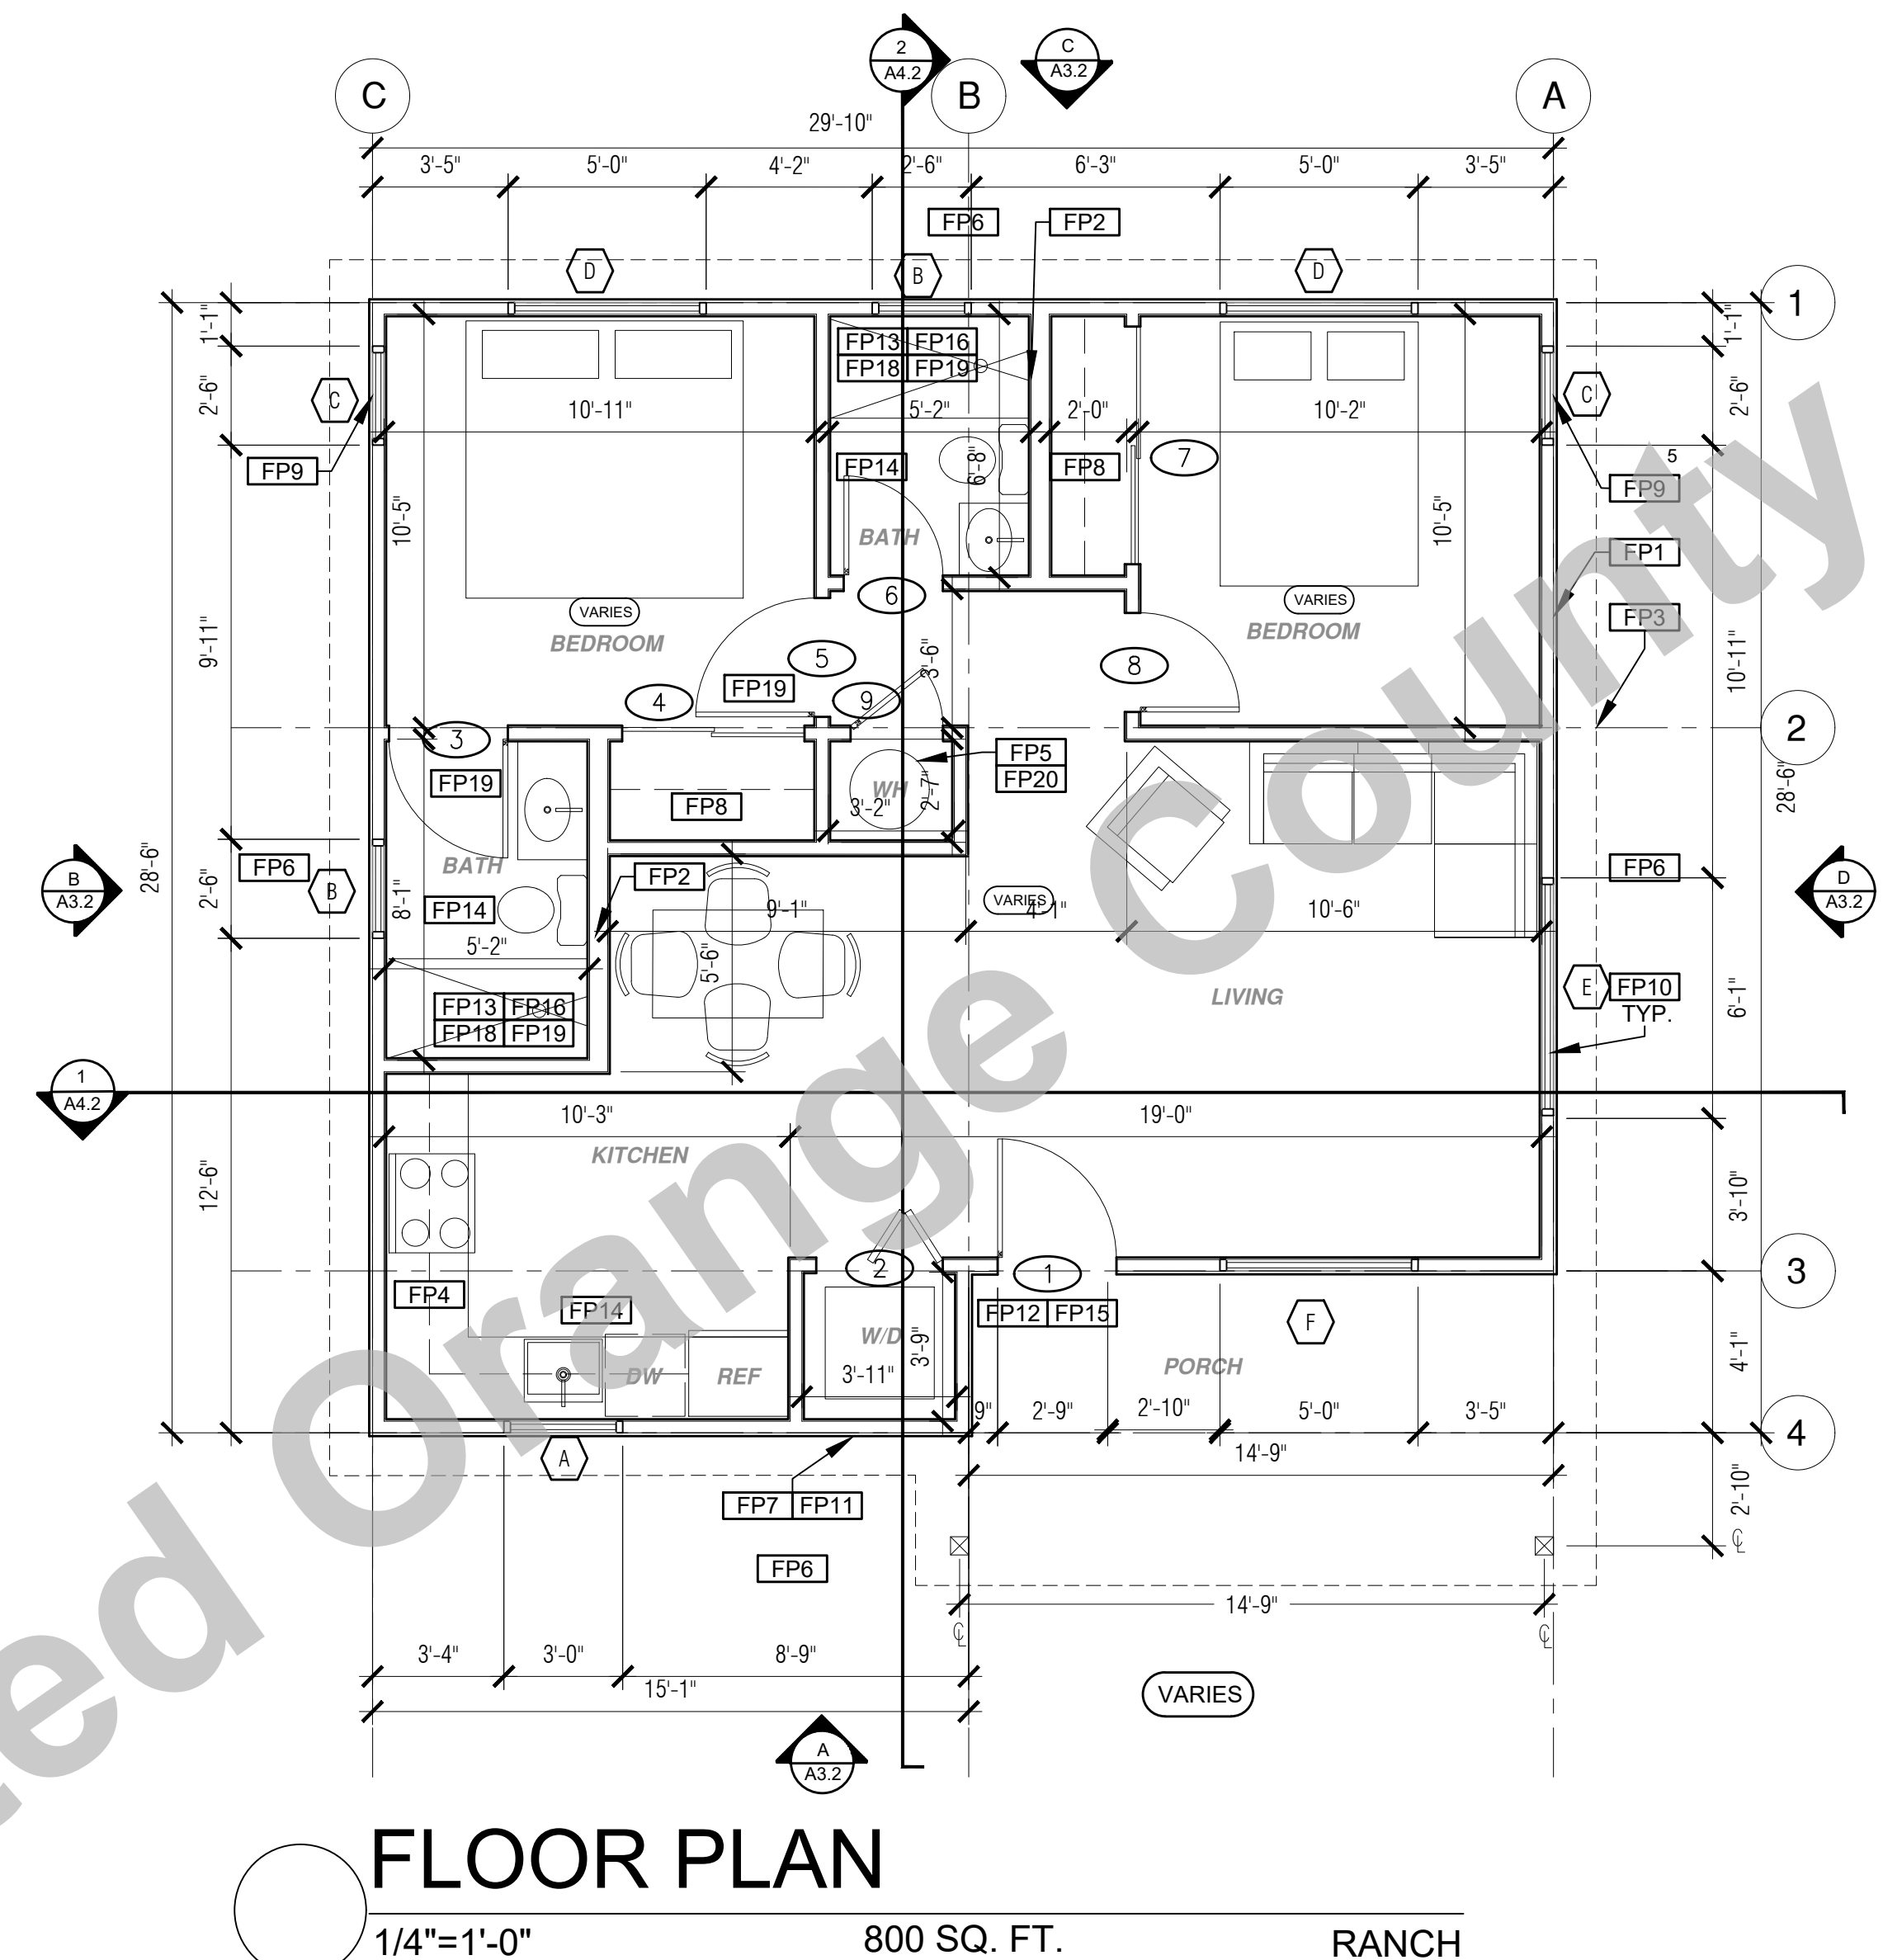 2
A4.2
C
A3.2
C
B
A
29'-10"
3'-5" 5'-0" 4'-2" 2'-6" 6'-3" 5'-0" 3'-5"
FP6 FP2
D B D
1
1'-1" 1'-1"
FP13 FP16
FP18 FP19
C 2'-6" C 2'-6"
10'-11" 5'-2" 2'-0" 10'-2"
FP9 FP14 6'-8" FP8 7 5
FP9
10'-5" 10'-5"
BATH
FP1
6
VARIES VARIES
FP3
BEDROOM BEDROOM
9'-11" 5 3'-6" 8 10'-11"
FP19
4 9
3 2
FP5
FP20
FP19 WH 2'-7" 28'-6"
FP8 3'-2"
BATH
B
A3.2
28'-6" FP6 B 2'-6"
FP2 FP6
D
A3.2
8'-1" FP14 9'-1" VARIES 4'-1" 10'-6"
5'-2" 5'-6"
E FP10
TYP.
LIVING 6'-1"
FP13 FP16
FP18 FP19
1
A4.2
10'-3" 19'-0"
KITCHEN
12'-6" 3'-10"
2 1 3
FP4 FP14 FP12 FP15
F
W/D 3'-9" PORCH 4'-1"
DW REF 3'-11"
9" 2'-9" 2'-10" 5'-0" 3'-5"
4
A 14'-9"
FP7 FP11 2'-10"
FP6
14'-9"
3'-4" 3'-0" 8'-9"
15'-1"
VARIES
A
A3.2
FLOOR PLAN
1/4"=1'-0" 800 SQ. FT. RANCH
ed Orange County